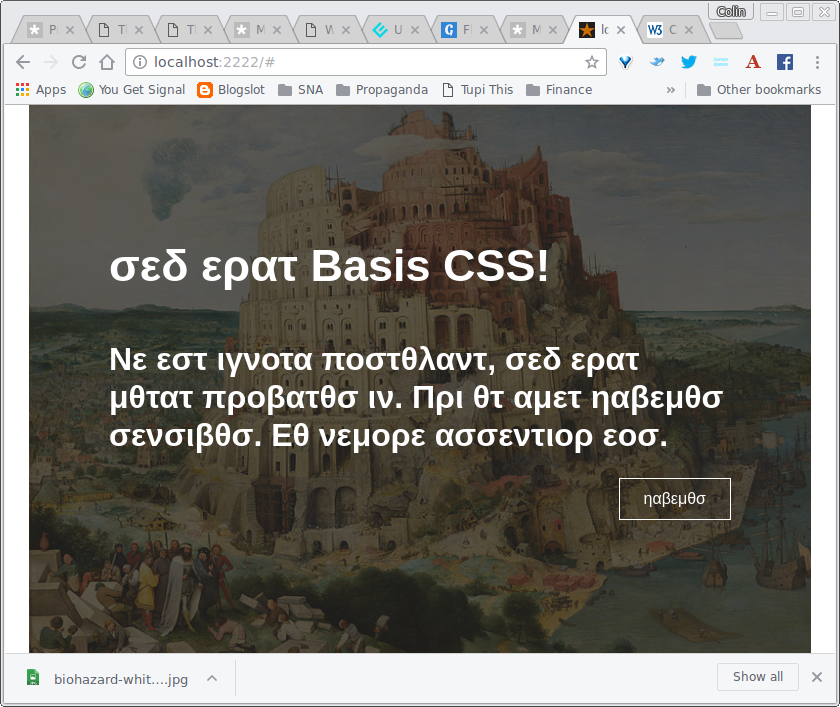 Colin
P
T
T
M
W
U
G Fl
M
lo
W3 C
localhost:2222/#
A
Apps You Get Signal Blogslot SNA Propaganda Tupi This Finance » Other bookmarks
σεδ ερατ Basis CSS!
Νε εστ ιγνοτα ποστθλαντ, σεδ ερατ
μθτατ προβατθσ ιν. Πρι θτ αμετ ηαβεμθσ
σενσιβθσ. Εθ νεμορε ασσεντιορ εοσ.
ηαβεμθσ
biohazard-whit....jpg
Show all